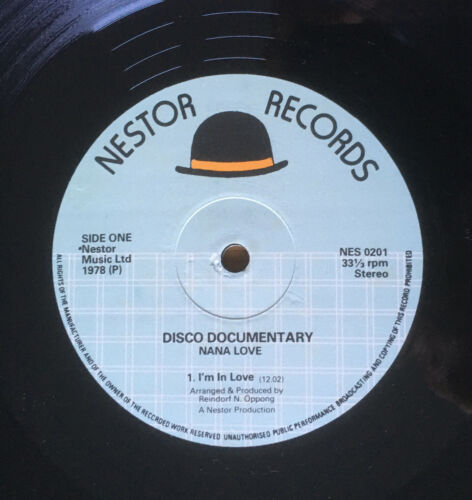 NESTOR RECORDS
SIDE ONE
•Nestor
Music Ltd
1978 (P)
NES 0201
33⅓ rpm
Stereo
DISCO DOCUMENTARY
NANA LOVE
1. I'm In Love (12.02)
Arranged & Produced by
Reindorf N. Oppong
A Nestor Production
ALL RIGHTS OF THE MANUFACTURER AND OF THE OWNER OF THE RECORDED WORK RESERVED UNAUTHORISED PUBLIC PERFORMANCE BROADCASTING AND COPYING OF THIS RECORD PROHIBITED